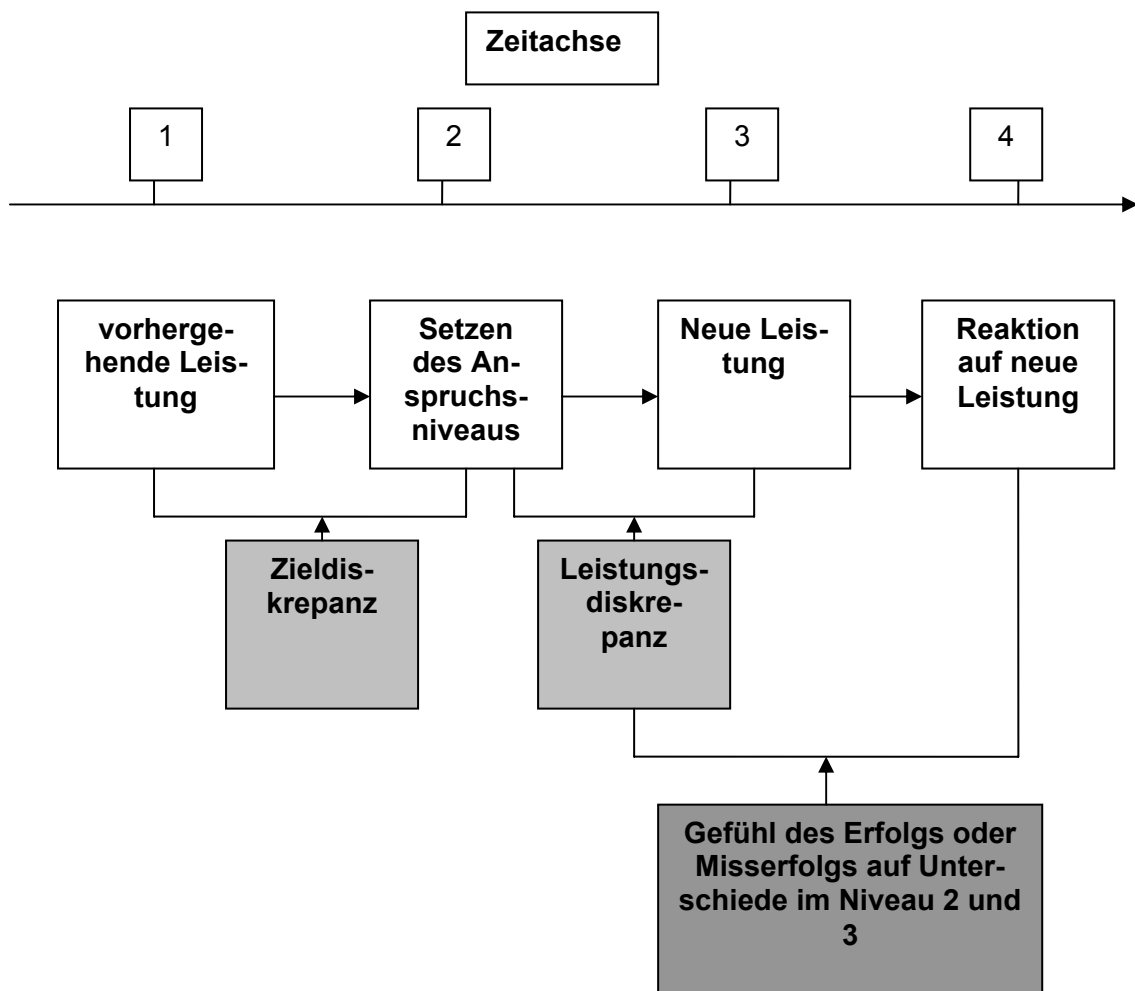 Zeitachse
1
2
3
4
vorherge-
hende Leis-
tung
Setzen
des An-
spruchs-
niveaus
Neue Leis-
tung
Reaktion
auf neue
Leistung
Zieldis-
krepanz
Leistungs-
diskre-
panz
Gefühl des Erfolgs oder
Misserfolgs auf Unter-
schiede im Niveau 2 und
3